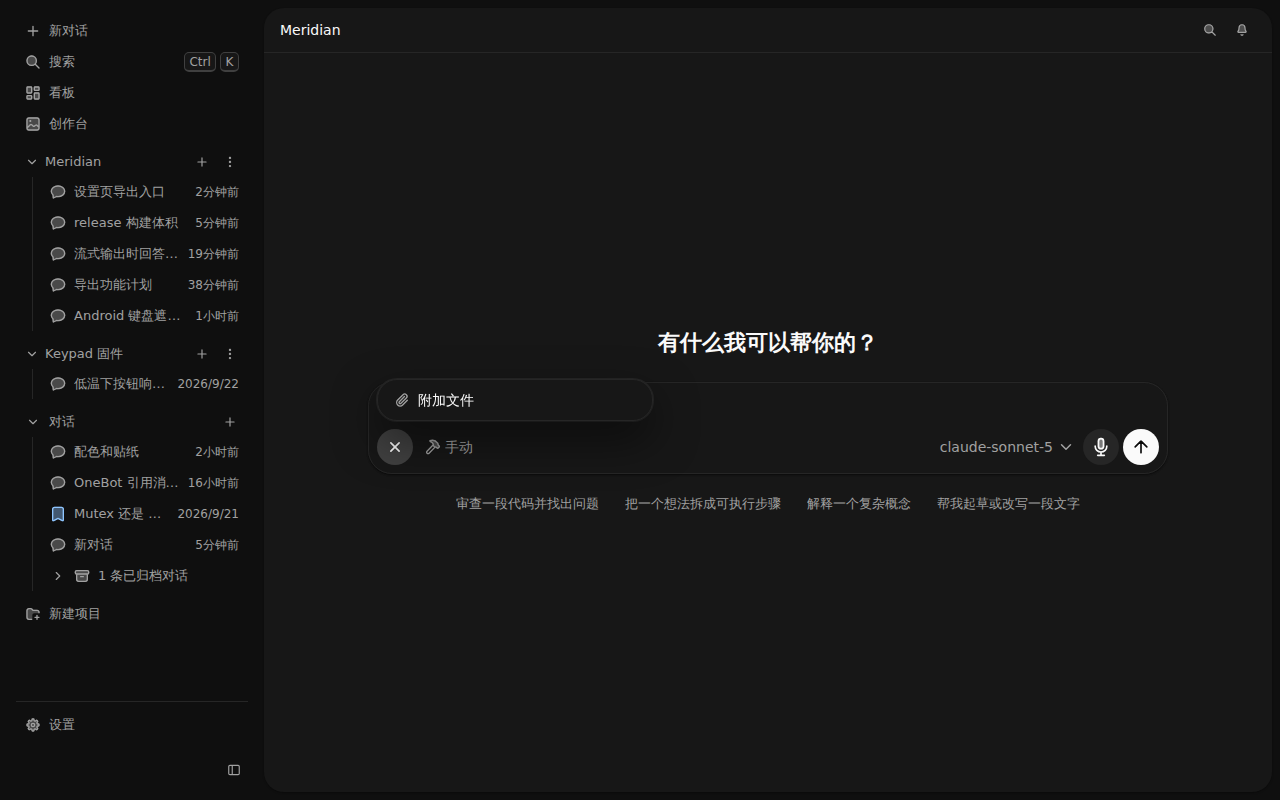 新对话
搜索 Ctrl K
看板
创作台
Meridian
设置页导出入口 2分钟前
release 构建体积 5分钟前
流式输出时回答… 19分钟前
导出功能计划 38分钟前
Android 键盘遮… 1小时前
Keypad 固件
低温下按钮响… 2026/9/22
对话
配色和贴纸 2小时前
OneBot 引用消… 16小时前
Mutex 还是 … 2026/9/21
新对话 5分钟前
1 条已归档对话
新建项目
设置
Meridian
有什么我可以帮你的？
附加文件
手动 claude-sonnet-5
审查一段代码并找出问题 把一个想法拆成可执行步骤 解释一个复杂概念 帮我起草或改写一段文字